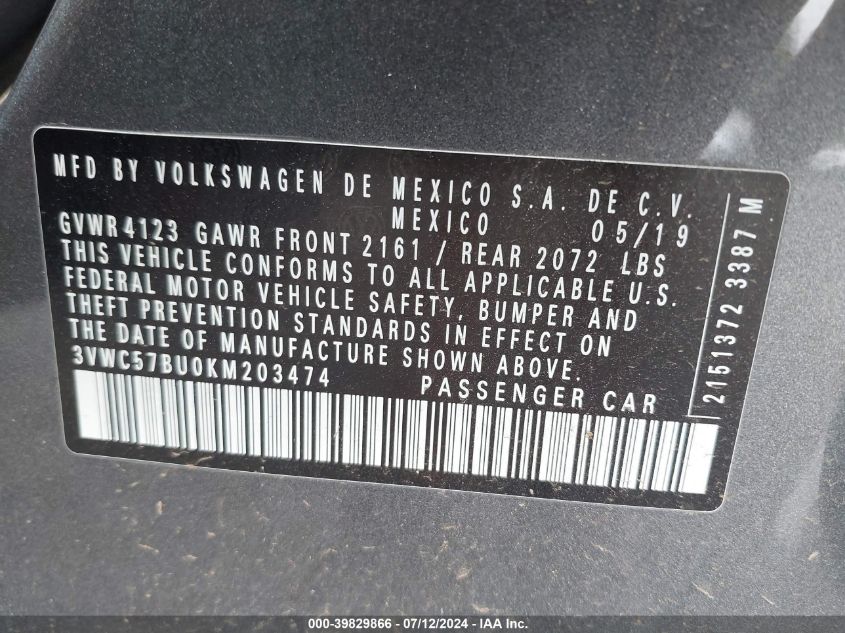 MFD BY VOLKSWAGEN DE MEXICO S.A. DE C.V.
MEXICO 05/19
GVWR4123 GAWR FRONT 2161 / REAR 2072 LBS
THIS VEHICLE CONFORMS TO ALL APPLICABLE U.S.
FEDERAL MOTOR VEHICLE SAFETY, BUMPER AND
THEFT PREVENTION STANDARDS IN EFFECT ON
THE DATE OF MANUFACTURE SHOWN ABOVE.
3VWC57BU0KM203474 PASSENGER CAR
2151372 3387 M
000-39829866 - 07/12/2024 - IAA Inc.